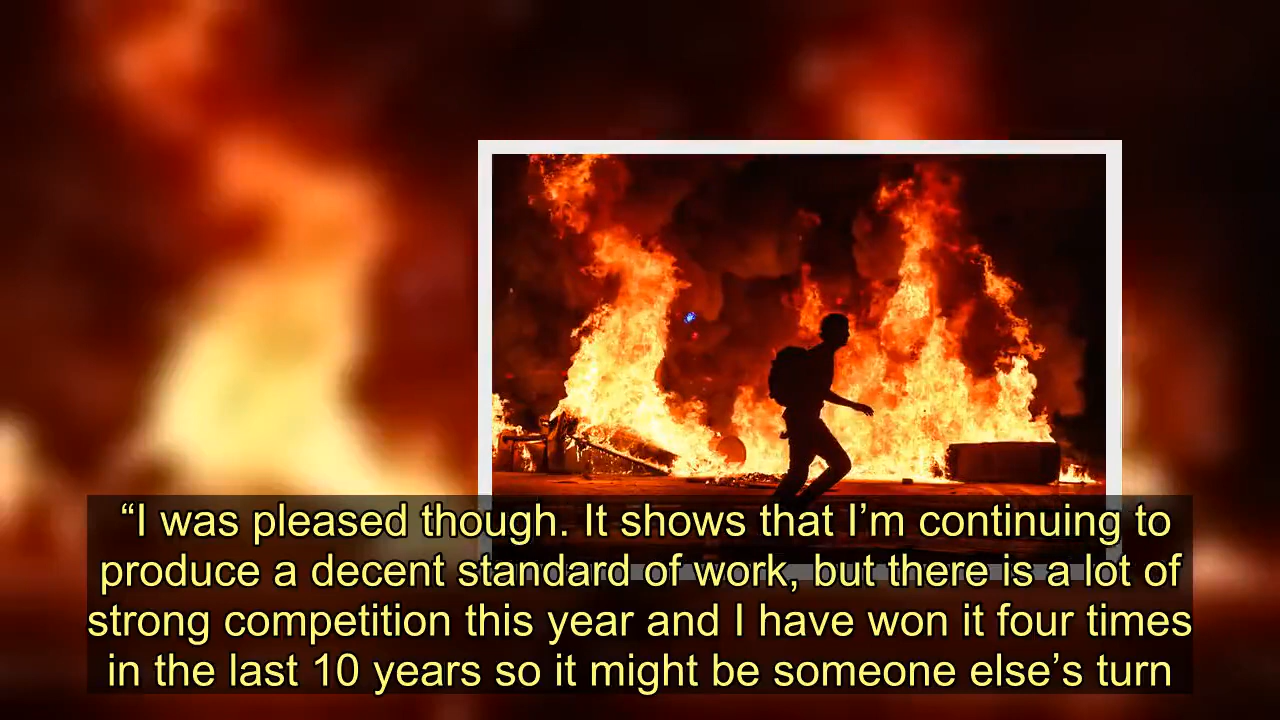 “I was pleased though. It shows that I’m continuing to
produce a decent standard of work, but there is a lot of
strong competition this year and I have won it four times
in the last 10 years so it might be someone else’s turn